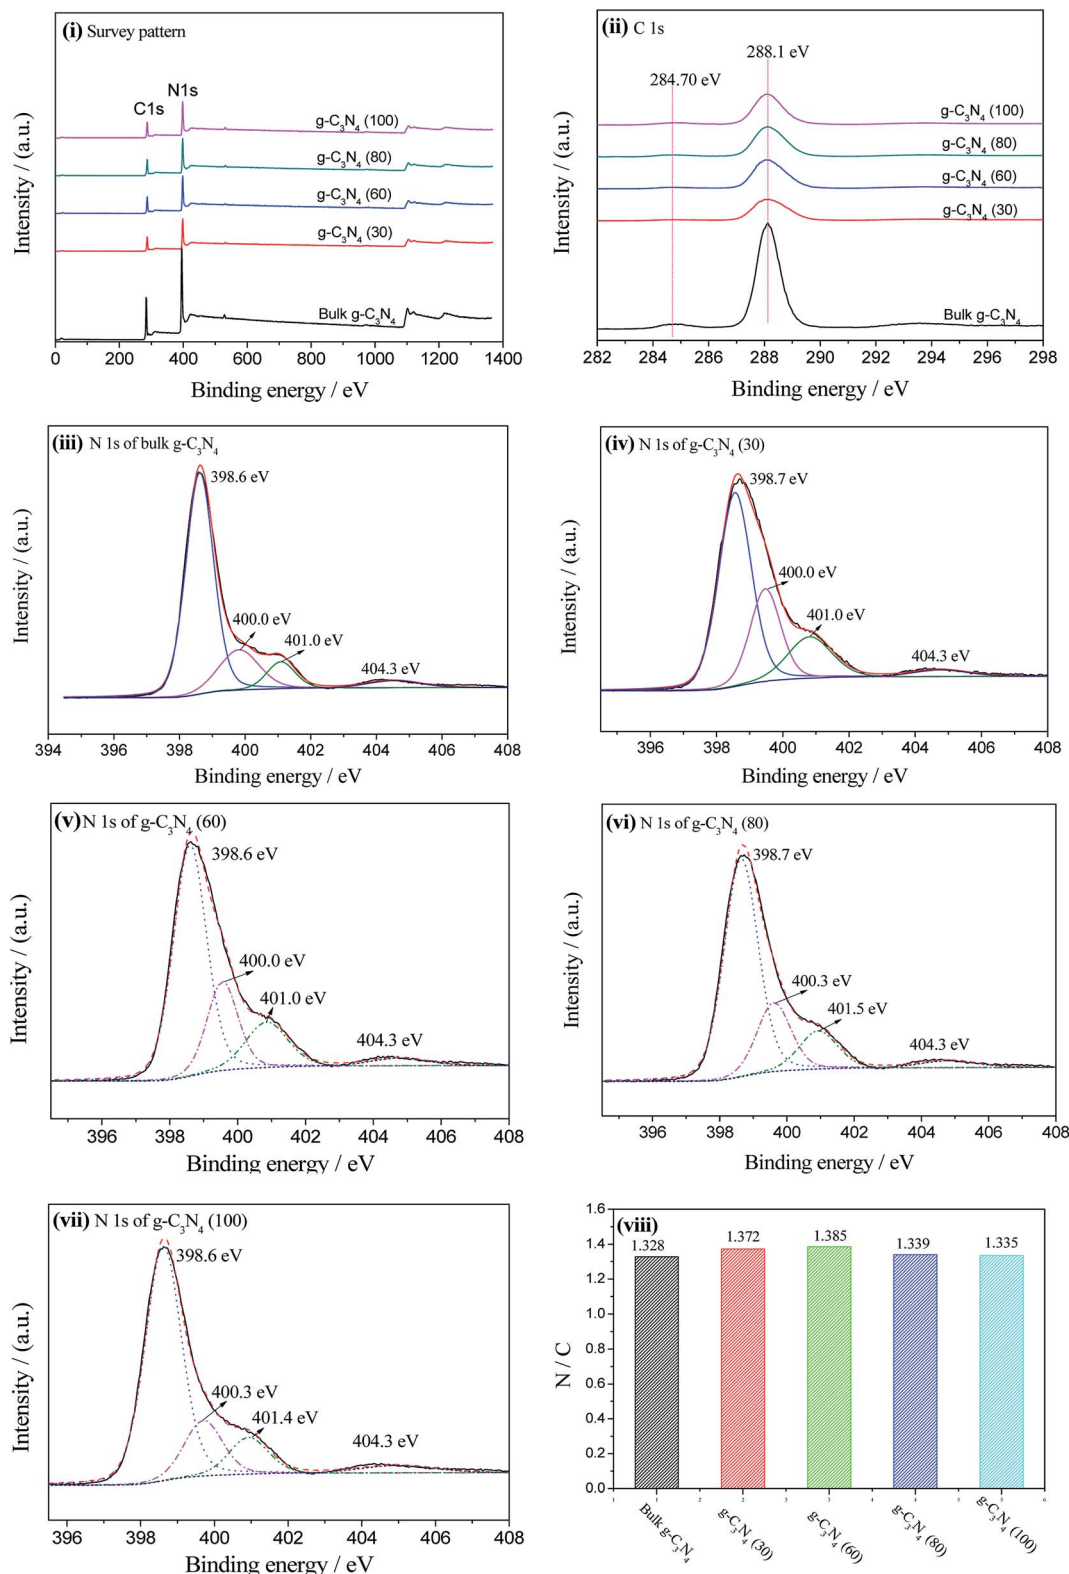 (i) Survey pattern
N1s
C1s
g-C3N4 (100)
g-C3N4 (80)
g-C3N4 (60)
g-C3N4 (30)
Bulk g-C3N4
0 200 400 600 800 1000 1200 1400
Binding energy / eV
Intensity / (a.u.)
(ii) C 1s
288.1 eV
284.70 eV
g-C3N4 (100)
g-C3N4 (80)
g-C3N4 (60)
g-C3N4 (30)
Bulk g-C3N4
282 284 286 288 290 292 294 296 298
Binding energy / eV
Intensity / (a.u.)
(iii) N 1s of bulk g-C3N4
398.6 eV
400.0 eV
401.0 eV
404.3 eV
394 396 398 400 402 404 406 408
Binding energy / eV
Intensity / (a.u.)
(iv) N 1s of g-C3N4 (30)
398.7 eV
400.0 eV
401.0 eV
404.3 eV
396 398 400 402 404 406 408
Binding energy / eV
Intensity / (a.u.)
(v) N 1s of g-C3N4 (60)
398.6 eV
400.0 eV
401.0 eV
404.3 eV
396 398 400 402 404 406 408
Binding energy / eV
Intensity / (a.u.)
(vi) N 1s of g-C3N4 (80)
398.7 eV
400.3 eV
401.5 eV
404.3 eV
396 398 400 402 404 406 408
Binding energy / eV
Intensity / (a.u.)
(vii) N 1s of g-C3N4 (100)
398.6 eV
400.3 eV
401.4 eV
404.3 eV
396 398 400 402 404 406 408
Binding energy / eV
Intensity / (a.u.)
(viii)
1.6
1.4
1.2
1.0
0.8
0.6
0.4
0.2
0.0
N / C
1.328 1.372 1.385 1.339 1.335
1 1 2 2 3 3 4 4 5 5 6
Bulk g-C3N4
g-C3N4 (30)
g-C3N4 (60)
g-C3N4 (80)
g-C3N4 (100)